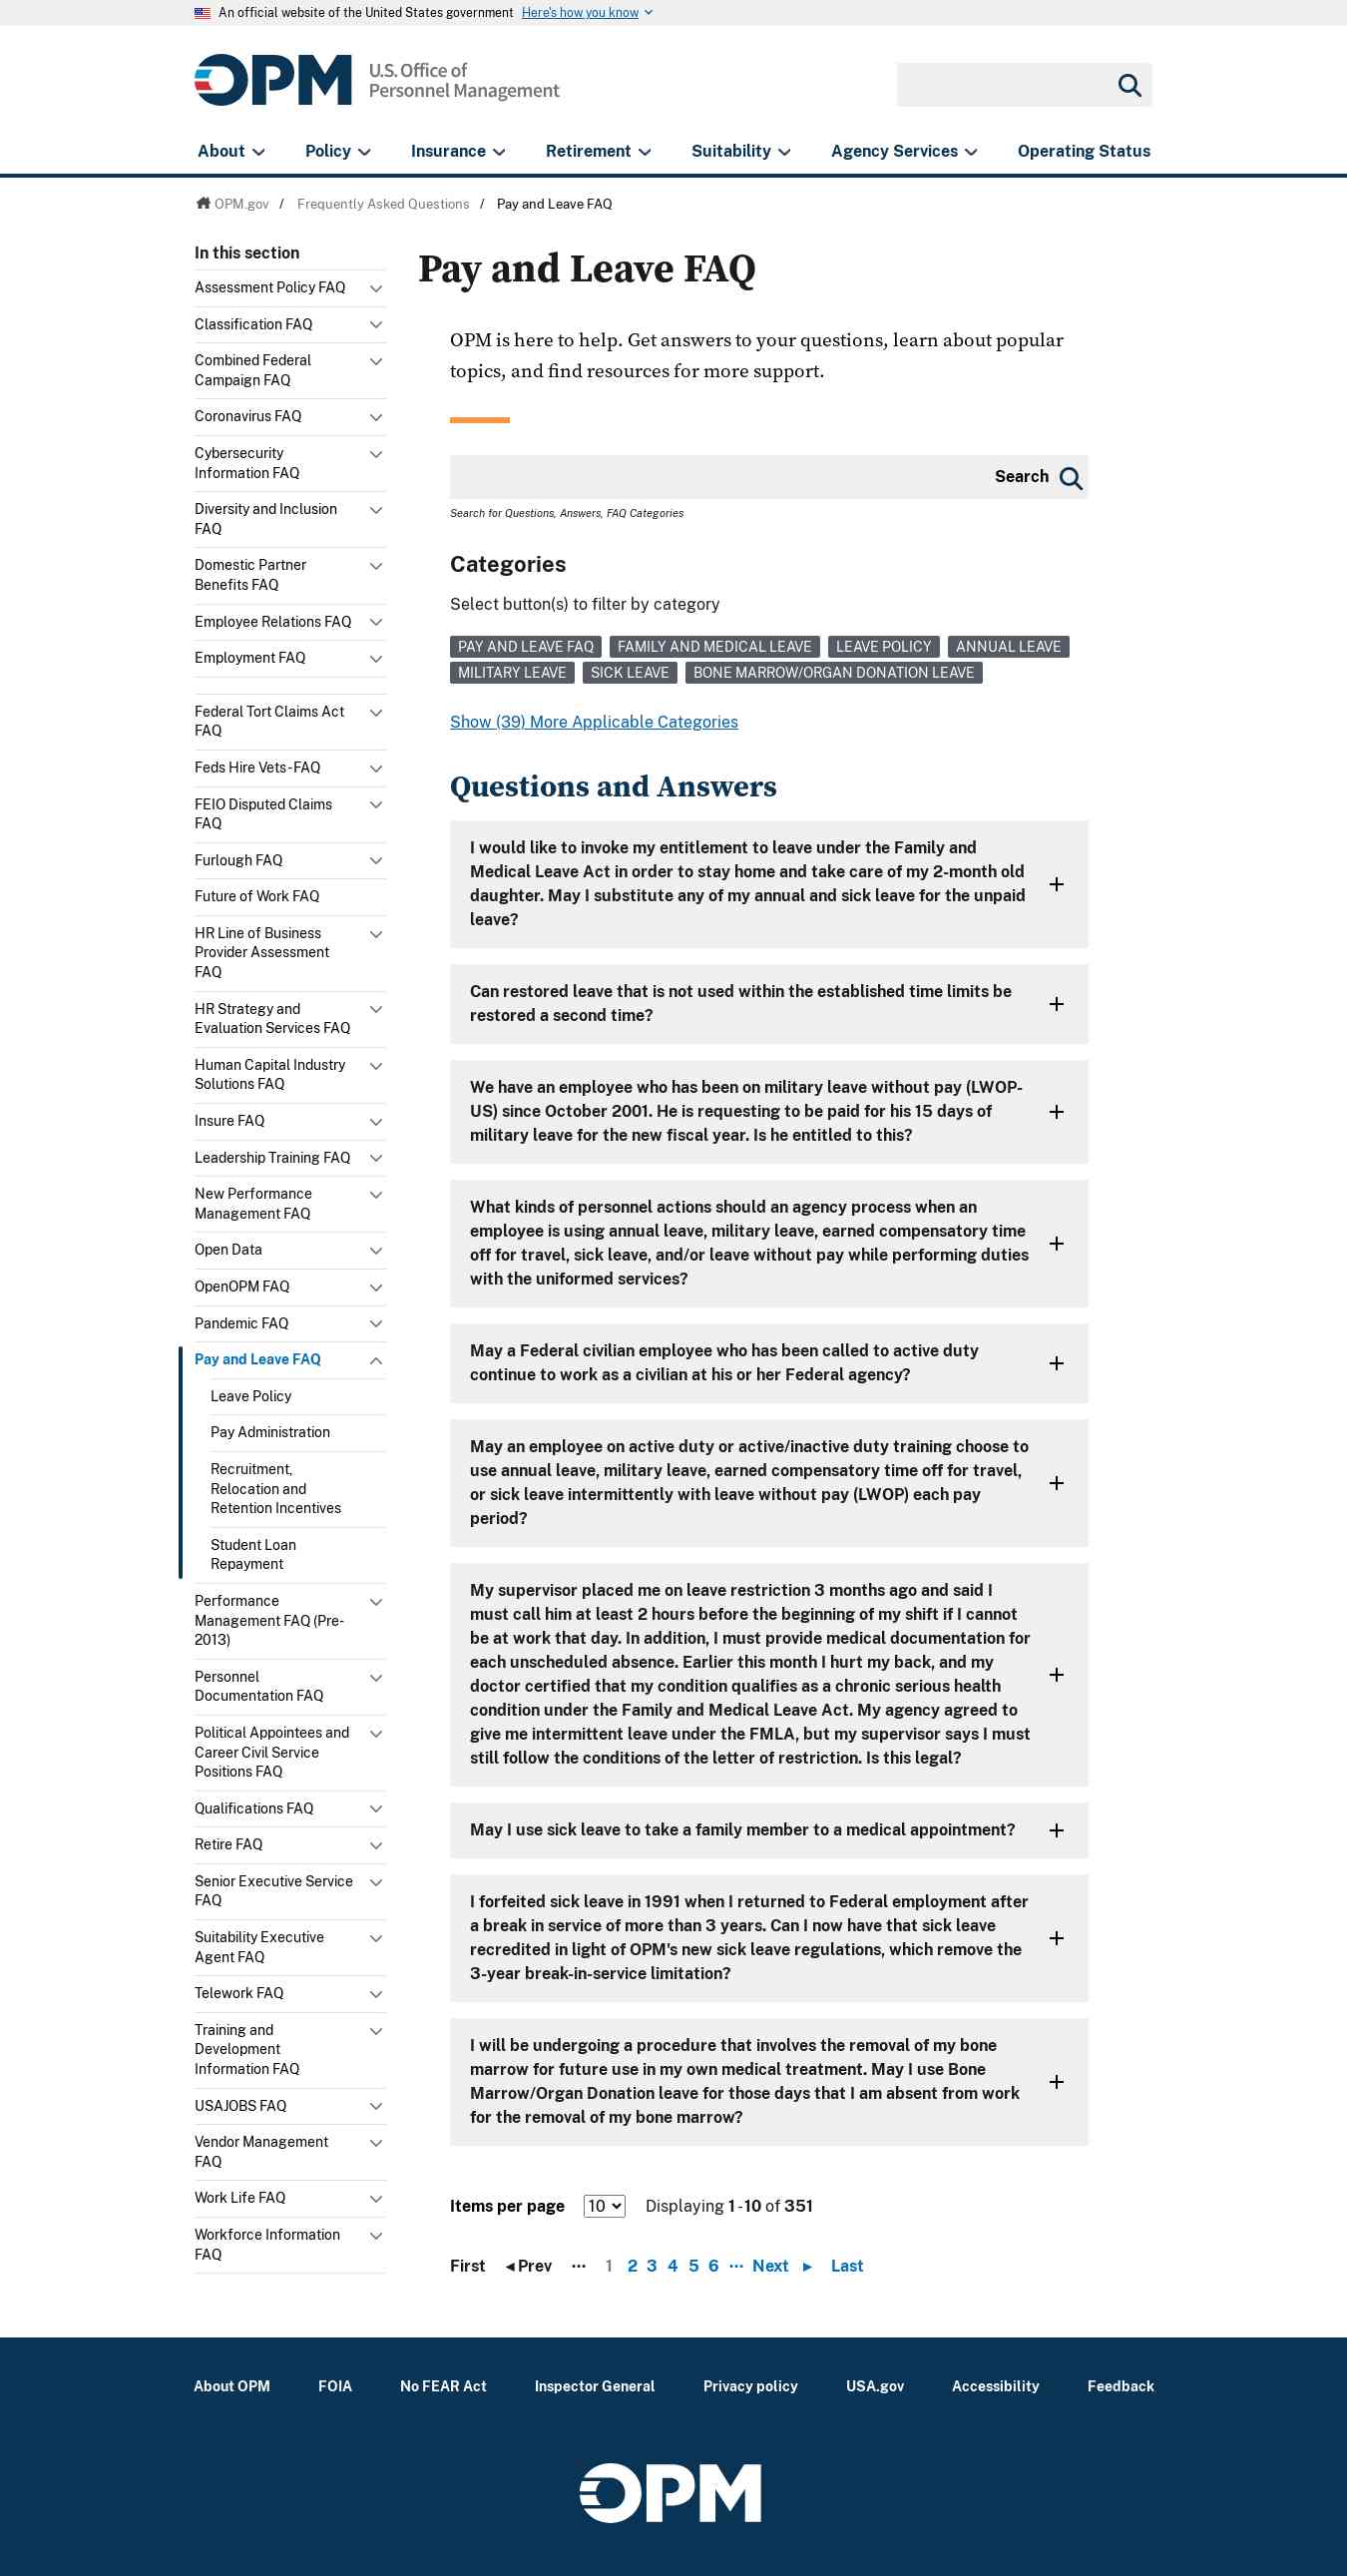 An official website of the United States government Here's how you know
OPM U.S. Office of
Personnel Management
About Policy Insurance Retirement Suitability Agency Services Operating Status
OPM.gov / Frequently Asked Questions / Pay and Leave FAQ
In this section
Assessment Policy FAQ
Classification FAQ
Combined Federal
Campaign FAQ
Coronavirus FAQ
Cybersecurity
Information FAQ
Diversity and Inclusion
FAQ
Domestic Partner
Benefits FAQ
Employee Relations FAQ
Employment FAQ
Federal Tort Claims Act
FAQ
Feds Hire Vets-FAQ
FEIO Disputed Claims
FAQ
Furlough FAQ
Future of Work FAQ
HR Line of Business
Provider Assessment
FAQ
HR Strategy and
Evaluation Services FAQ
Human Capital Industry
Solutions FAQ
Insure FAQ
Leadership Training FAQ
New Performance
Management FAQ
Open Data
OpenOPM FAQ
Pandemic FAQ
Pay and Leave FAQ
Leave Policy
Pay Administration
Recruitment,
Relocation and
Retention Incentives
Student Loan
Repayment
Performance
Management FAQ (Pre-
2013)
Personnel
Documentation FAQ
Political Appointees and
Career Civil Service
Positions FAQ
Qualifications FAQ
Retire FAQ
Senior Executive Service
FAQ
Suitability Executive
Agent FAQ
Telework FAQ
Training and
Development
Information FAQ
USAJOBS FAQ
Vendor Management
FAQ
Work Life FAQ
Workforce Information
FAQ
Pay and Leave FAQ
OPM is here to help. Get answers to your questions, learn about popular
topics, and find resources for more support.
Search
Search for Questions, Answers, FAQ Categories
Categories
Select button(s) to filter by category
PAY AND LEAVE FAQ FAMILY AND MEDICAL LEAVE LEAVE POLICY ANNUAL LEAVE
MILITARY LEAVE SICK LEAVE BONE MARROW/ORGAN DONATION LEAVE
Show (39) More Applicable Categories
Questions and Answers
I would like to invoke my entitlement to leave under the Family and
Medical Leave Act in order to stay home and take care of my 2-month old
daughter. May I substitute any of my annual and sick leave for the unpaid
leave?
Can restored leave that is not used within the established time limits be
restored a second time?
We have an employee who has been on military leave without pay (LWOP-
US) since October 2001. He is requesting to be paid for his 15 days of
military leave for the new fiscal year. Is he entitled to this?
What kinds of personnel actions should an agency process when an
employee is using annual leave, military leave, earned compensatory time
off for travel, sick leave, and/or leave without pay while performing duties
with the uniformed services?
May a Federal civilian employee who has been called to active duty
continue to work as a civilian at his or her Federal agency?
May an employee on active duty or active/inactive duty training choose to
use annual leave, military leave, earned compensatory time off for travel,
or sick leave intermittently with leave without pay (LWOP) each pay
period?
My supervisor placed me on leave restriction 3 months ago and said I
must call him at least 2 hours before the beginning of my shift if I cannot
be at work that day. In addition, I must provide medical documentation for
each unscheduled absence. Earlier this month I hurt my back, and my
doctor certified that my condition qualifies as a chronic serious health
condition under the Family and Medical Leave Act. My agency agreed to
give me intermittent leave under the FMLA, but my supervisor says I must
still follow the conditions of the letter of restriction. Is this legal?
May I use sick leave to take a family member to a medical appointment?
I forfeited sick leave in 1991 when I returned to Federal employment after
a break in service of more than 3 years. Can I now have that sick leave
recredited in light of OPM's new sick leave regulations, which remove the
3-year break-in-service limitation?
I will be undergoing a procedure that involves the removal of my bone
marrow for future use in my own medical treatment. May I use Bone
Marrow/Organ Donation leave for those days that I am absent from work
for the removal of my bone marrow?
Items per page 10 Displaying 1 - 10 of 351
First ◂ Prev ··· 1 2 3 4 5 6 ··· Next ▸ Last
About OPM FOIA No FEAR Act Inspector General Privacy policy USA.gov Accessibility Feedback
OPM